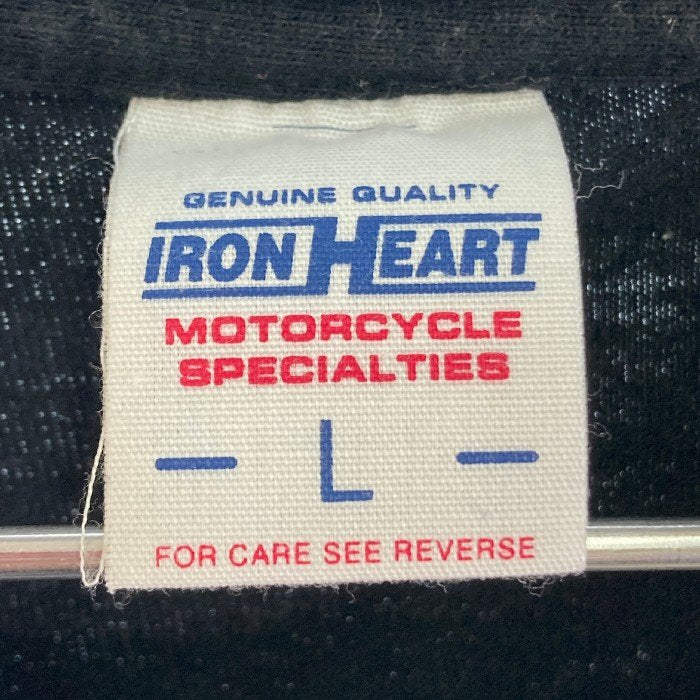 GENUINE QUALITY
IRON HEART
MOTORCYCLE
SPECIALTIES
— L —
FOR CARE SEE REVERSE